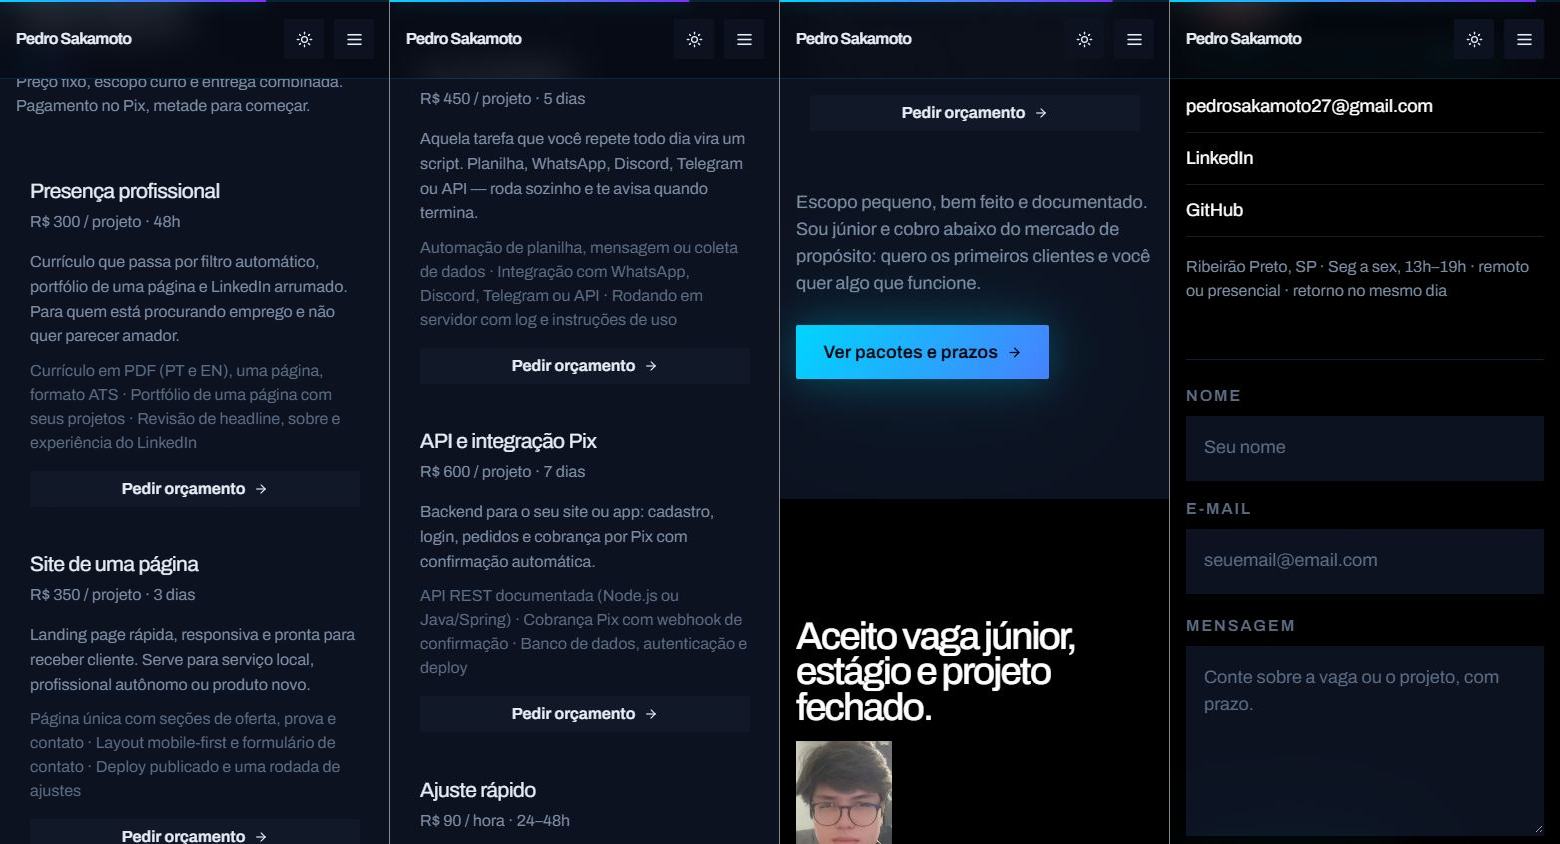 Pedro Sakamoto
Preço fixo, escopo curto e entrega combinada.
Pagamento no Pix, metade para começar.
Presença profissional
R$ 300 / projeto · 48h
Currículo que passa por filtro automático,
portfólio de uma página e LinkedIn arrumado.
Para quem está procurando emprego e não
quer parecer amador.
Currículo em PDF (PT e EN), uma página,
formato ATS · Portfólio de uma página com
seus projetos · Revisão de headline, sobre e
experiência do LinkedIn
Pedir orçamento →
Site de uma página
R$ 350 / projeto · 3 dias
Landing page rápida, responsiva e pronta para
receber cliente. Serve para serviço local,
profissional autônomo ou produto novo.
Página única com seções de oferta, prova e
contato · Layout mobile-first e formulário de
contato · Deploy publicado e uma rodada de
ajustes
Pedir orçamento →
Pedro Sakamoto
R$ 450 / projeto · 5 dias
Aquela tarefa que você repete todo dia vira um
script. Planilha, WhatsApp, Discord, Telegram
ou API — roda sozinho e te avisa quando
termina.
Automação de planilha, mensagem ou coleta
de dados · Integração com WhatsApp,
Discord, Telegram ou API · Rodando em
servidor com log e instruções de uso
Pedir orçamento →
API e integração Pix
R$ 600 / projeto · 7 dias
Backend para o seu site ou app: cadastro,
login, pedidos e cobrança por Pix com
confirmação automática.
API REST documentada (Node.js ou
Java/Spring) · Cobrança Pix com webhook de
confirmação · Banco de dados, autenticação e
deploy
Pedir orçamento →
Ajuste rápido
R$ 90 / hora · 24–48h
Pedro Sakamoto
Pedir orçamento →
Escopo pequeno, bem feito e documentado.
Sou júnior e cobro abaixo do mercado de
propósito: quero os primeiros clientes e você
quer algo que funcione.
Ver pacotes e prazos →
Aceito vaga júnior,
estágio e projeto
fechado.
Pedro Sakamoto
pedrosakamoto27@gmail.com
LinkedIn
GitHub
Ribeirão Preto, SP · Seg a sex, 13h–19h · remoto
ou presencial · retorno no mesmo dia
NOME
Seu nome
E-MAIL
seuemail@email.com
MENSAGEM
Conte sobre a vaga ou o projeto, com
prazo.